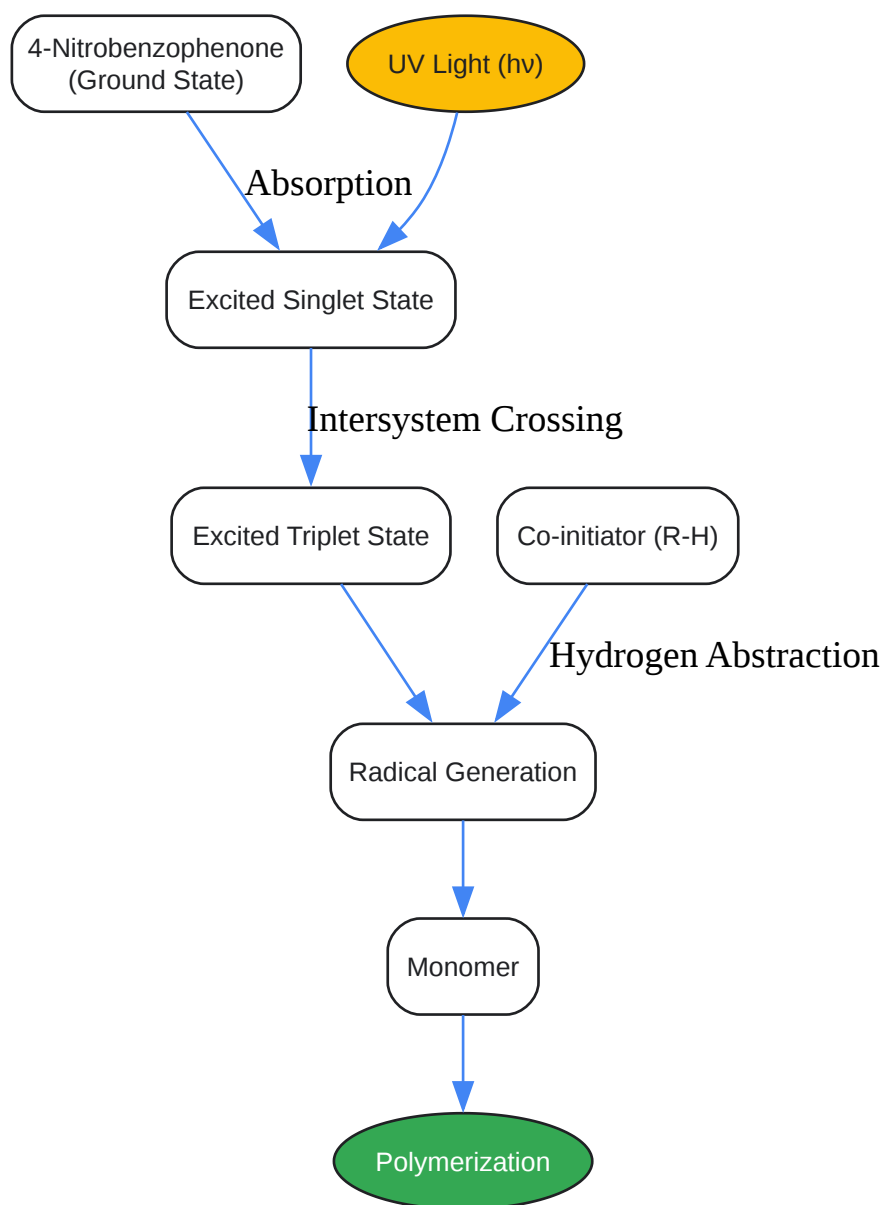 4-Nitrobenzophenone
(Ground State)
UV Light (hν)
Absorption
Excited Singlet State
Intersystem Crossing
Excited Triplet State
Co-initiator (R-H)
Hydrogen Abstraction
Radical Generation
Monomer
Polymerization